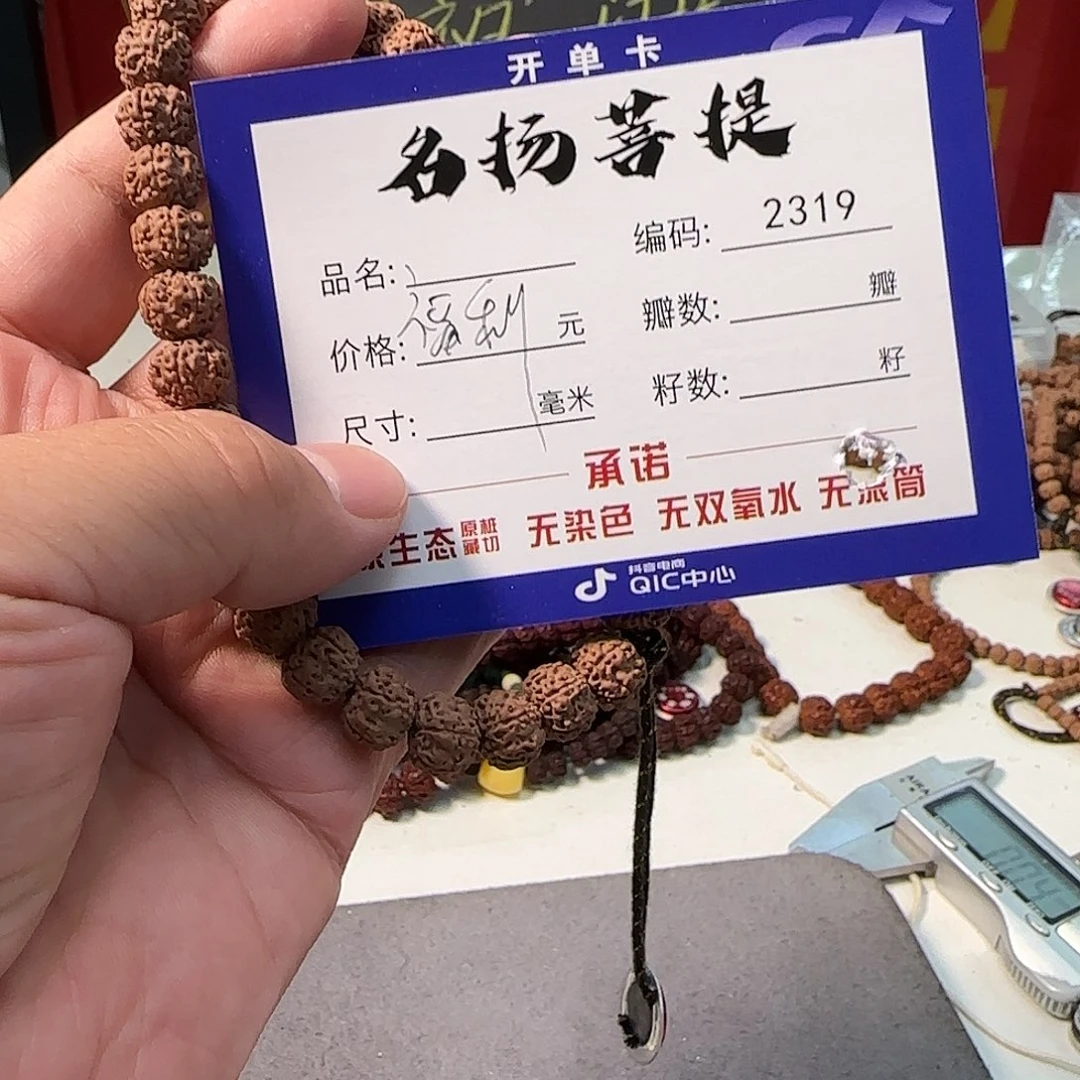 开单卡
名扬菩提
编码: 2319
品名:
价格: 福利 元
瓣数: 瓣
尺寸: 毫米
籽数: 籽
承诺
生态 原桩藏切 无染色 无双氧水 无滚筒
抖音电商
QIC中心